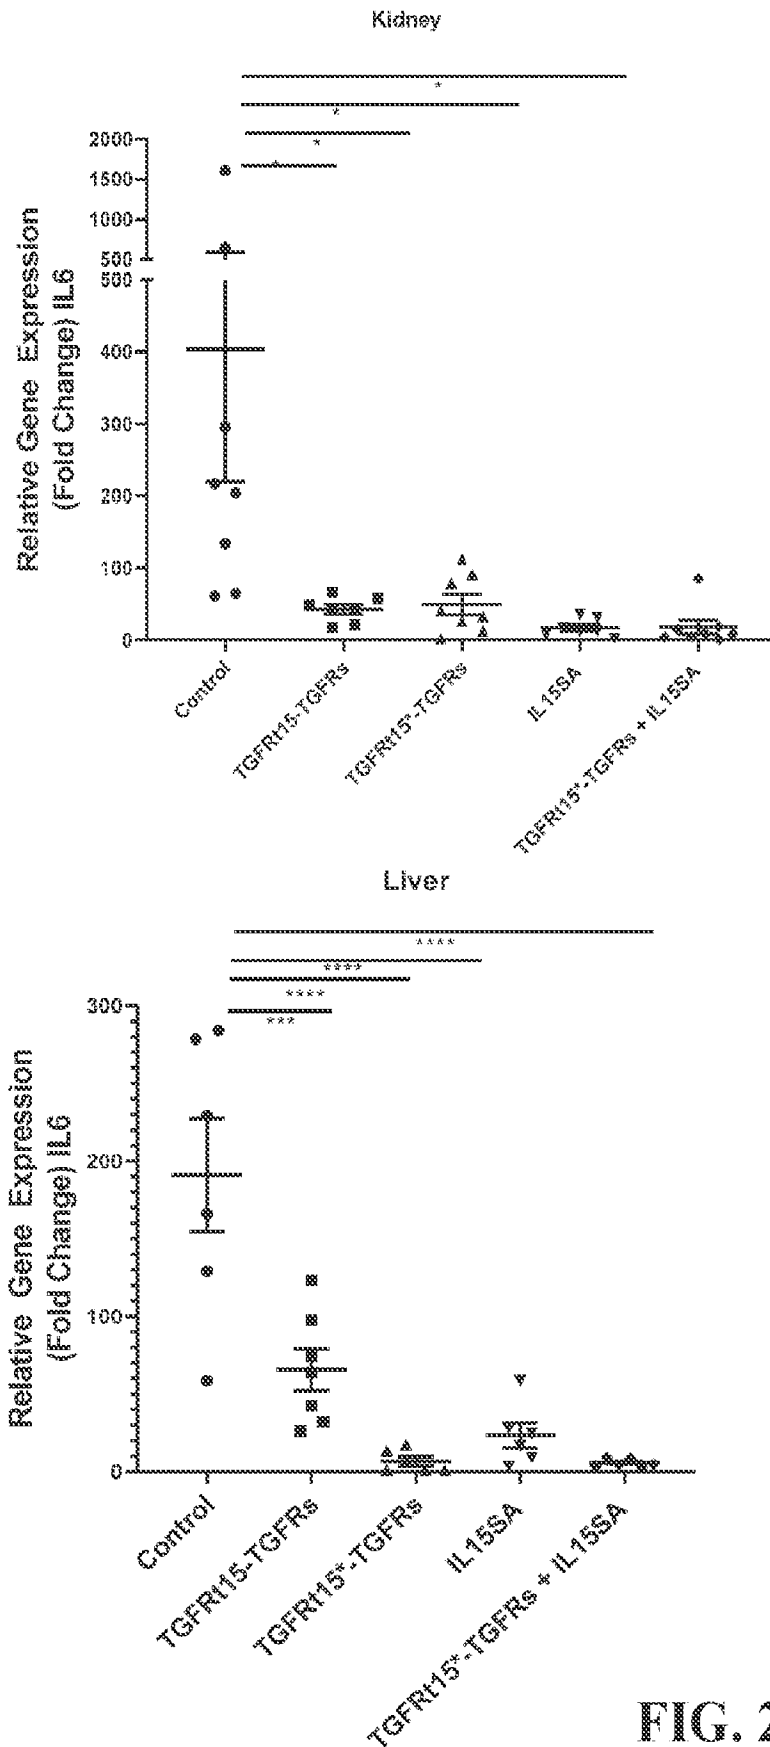 Kidney
*
*
*
*
2000
1500
1000
500
500
400
300
200
100
0
Relative Gene Expression
(Fold Change) IL6
Control
TGFRt15-TGFRs
TGFRt15*-TGFRs
IL15SA
TGFRt15*-TGFRs + IL15SA
Liver
****
****
****
***
300
200
100
0
Relative Gene Expression
(Fold Change) IL6
Control
TGFRt15-TGFRs
TGFRt15*-TGFRs
IL15SA
TGFRt15*-TGFRs + IL15SA
FIG. 2